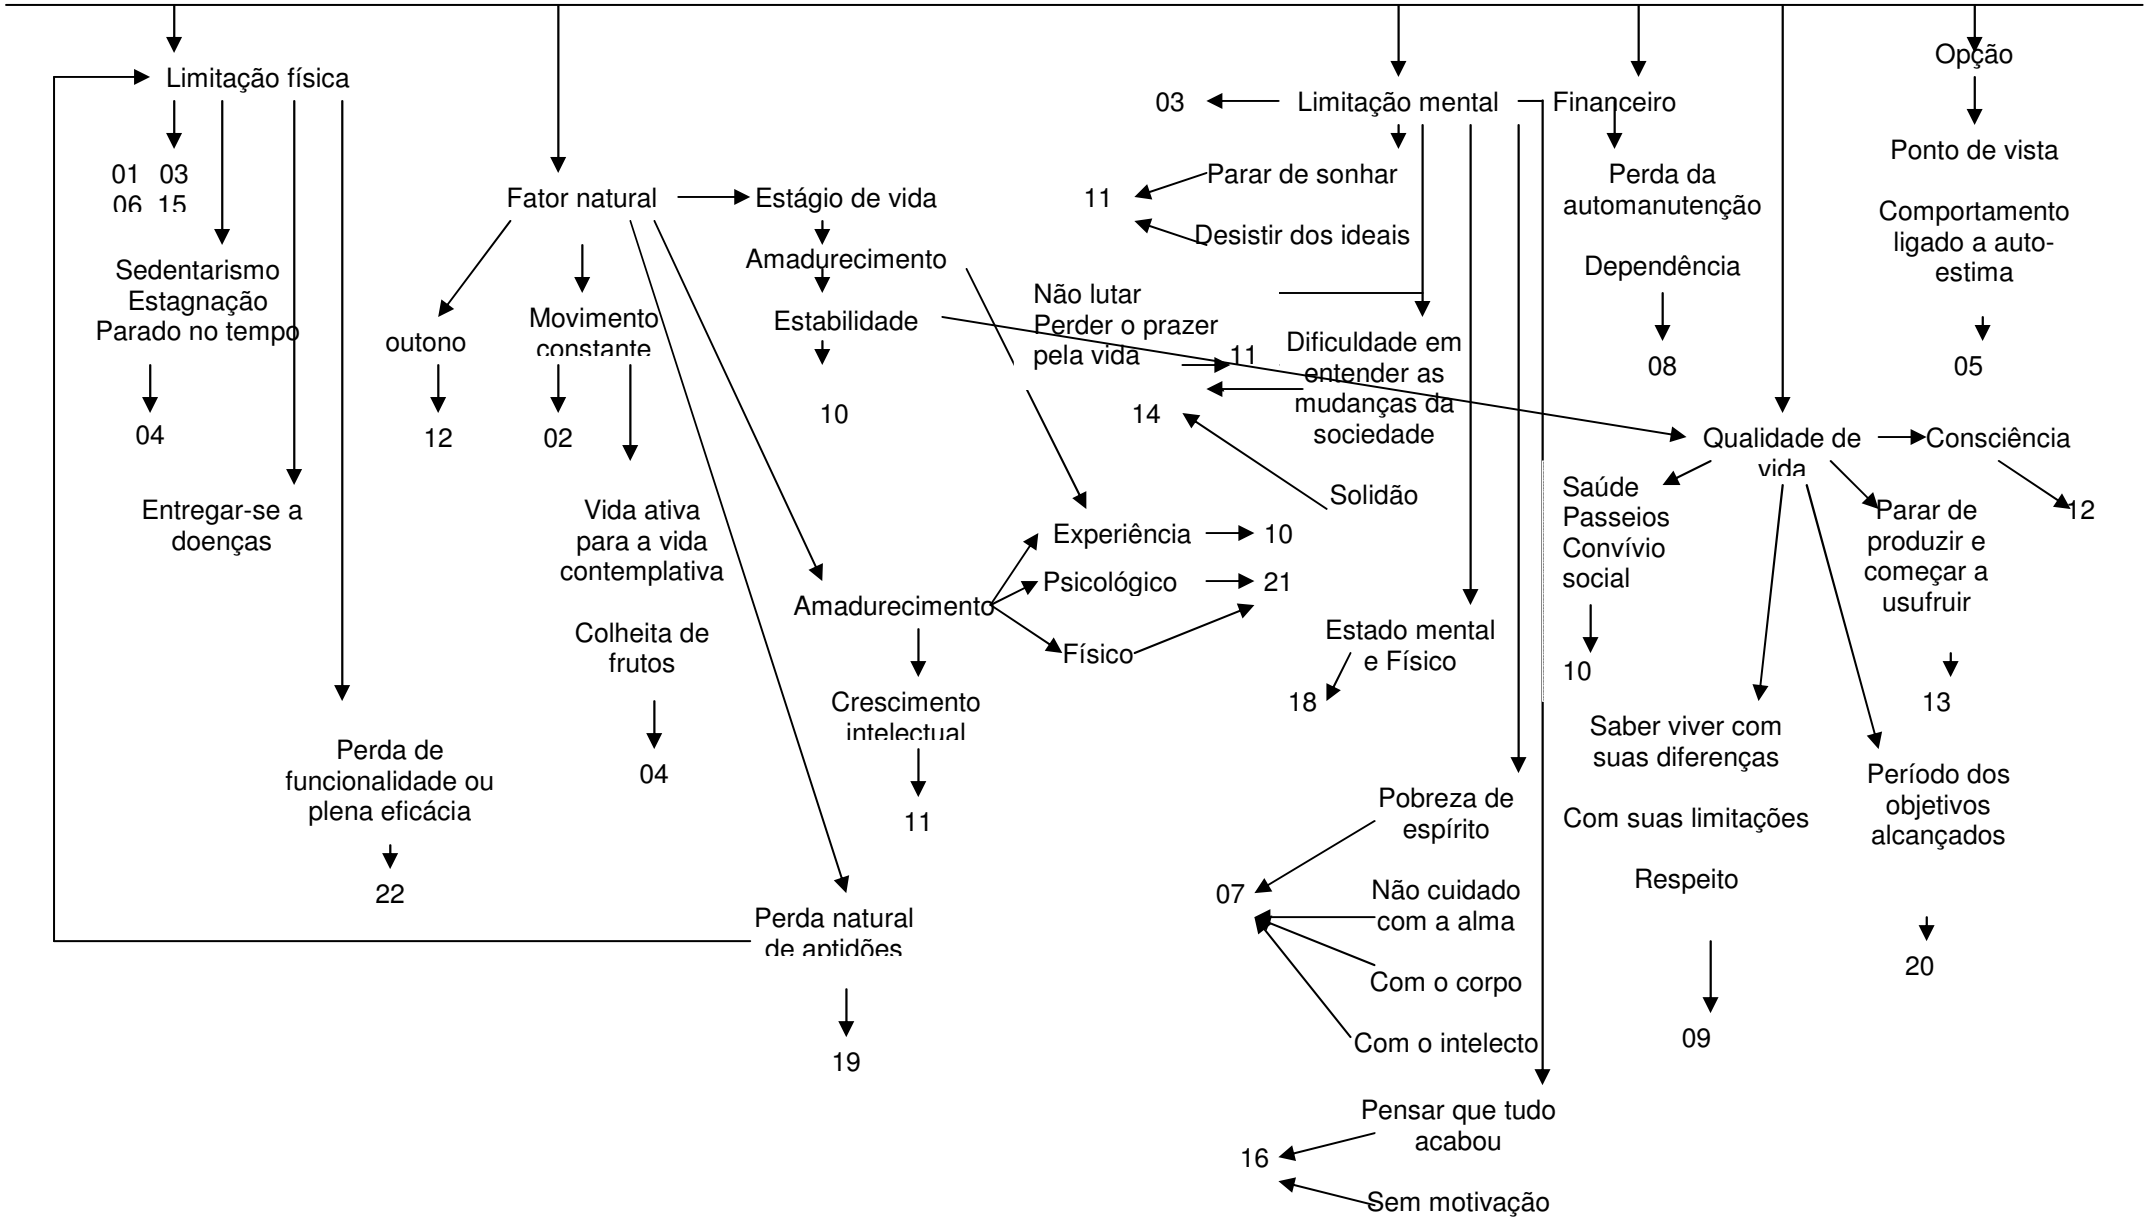 Limitação física
01 03
06 15
Sedentarismo
Estagnação
Parado no tempo
04
Entregar-se a
doenças
Perda de
funcionalidade ou
plena eficácia
22
Fator natural
outono
12
Movimento
constante
02
Vida ativa
para a vida
contemplativa
Colheita de
frutos
04
Estágio de vida
Amadurecimento
Estabilidade
10
Amadurecimento
Crescimento
intelectual
11
Experiência
10
Psicológico
21
Físico
Perda natural
de aptidões
19
03
Limitação mental
Parar de sonhar
11
Desistir dos ideais
Não lutar
Perder o prazer
pela vida
11
Dificuldade em
entender as
mudanças da
sociedade
14
Solidão
Estado mental
e Físico
18
Pobreza de
espírito
07
Não cuidado
com a alma
Com o corpo
Com o intelecto
Pensar que tudo
acabou
16
Sem motivação
Financeiro
Perda da
automanutenção
Dependência
08
Qualidade de
vida
Consciência
12
Saúde
Passeios
Convívio
social
10
Parar de
produzir e
começar a
usufruir
13
Saber viver com
suas diferenças
Com suas limitações
Respeito
09
Período dos
objetivos
alcançados
20
Opção
Ponto de vista
Comportamento
ligado a auto-
estima
05